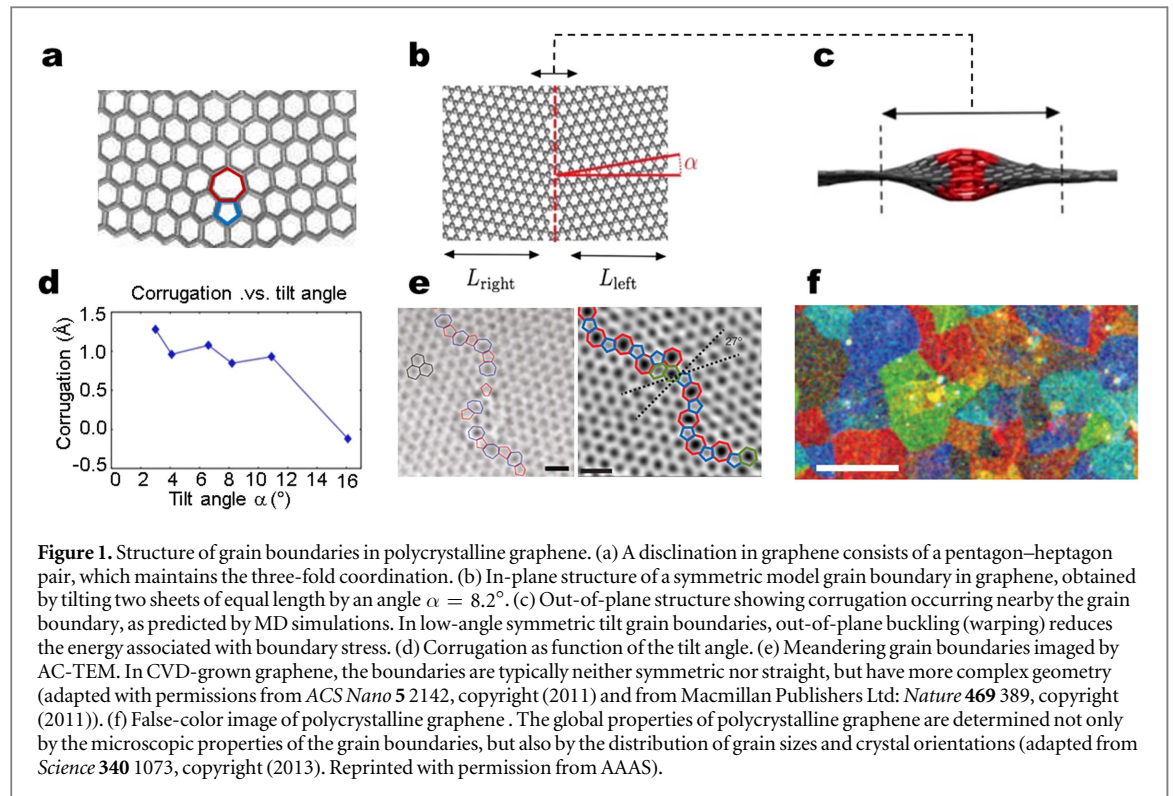 a
b
c
α
L_right
L_left
d
e
f
Corrugation .vs. tilt angle
1.5
1.0
0.5
0.0
-0.5
Corrugation (Å)
0 2 4 6 8 10 12 14 16
Tilt angle α (°)
27°
Figure 1. Structure of grain boundaries in polycrystalline graphene. (a) A disclination in graphene consists of a pentagon–heptagon
pair, which maintains the three-fold coordination. (b) In-plane structure of a symmetric model grain boundary in graphene, obtained
by tilting two sheets of equal length by an angle α = 8.2°. (c) Out-of-plane structure showing corrugation occurring nearby the grain
boundary, as predicted by MD simulations. In low-angle symmetric tilt grain boundaries, out-of-plane buckling (warping) reduces
the energy associated with boundary stress. (d) Corrugation as function of the tilt angle. (e) Meandering grain boundaries imaged by
AC-TEM. In CVD-grown graphene, the boundaries are typically neither symmetric nor straight, but have more complex geometry
(adapted with permissions from ACS Nano 5 2142, copyright (2011) and from Macmillan Publishers Ltd: Nature 469 389, copyright
(2011)). (f) False-color image of polycrystalline graphene . The global properties of polycrystalline graphene are determined not only
by the microscopic properties of the grain boundaries, but also by the distribution of grain sizes and crystal orientations (adapted from
Science 340 1073, copyright (2013). Reprinted with permission from AAAS).